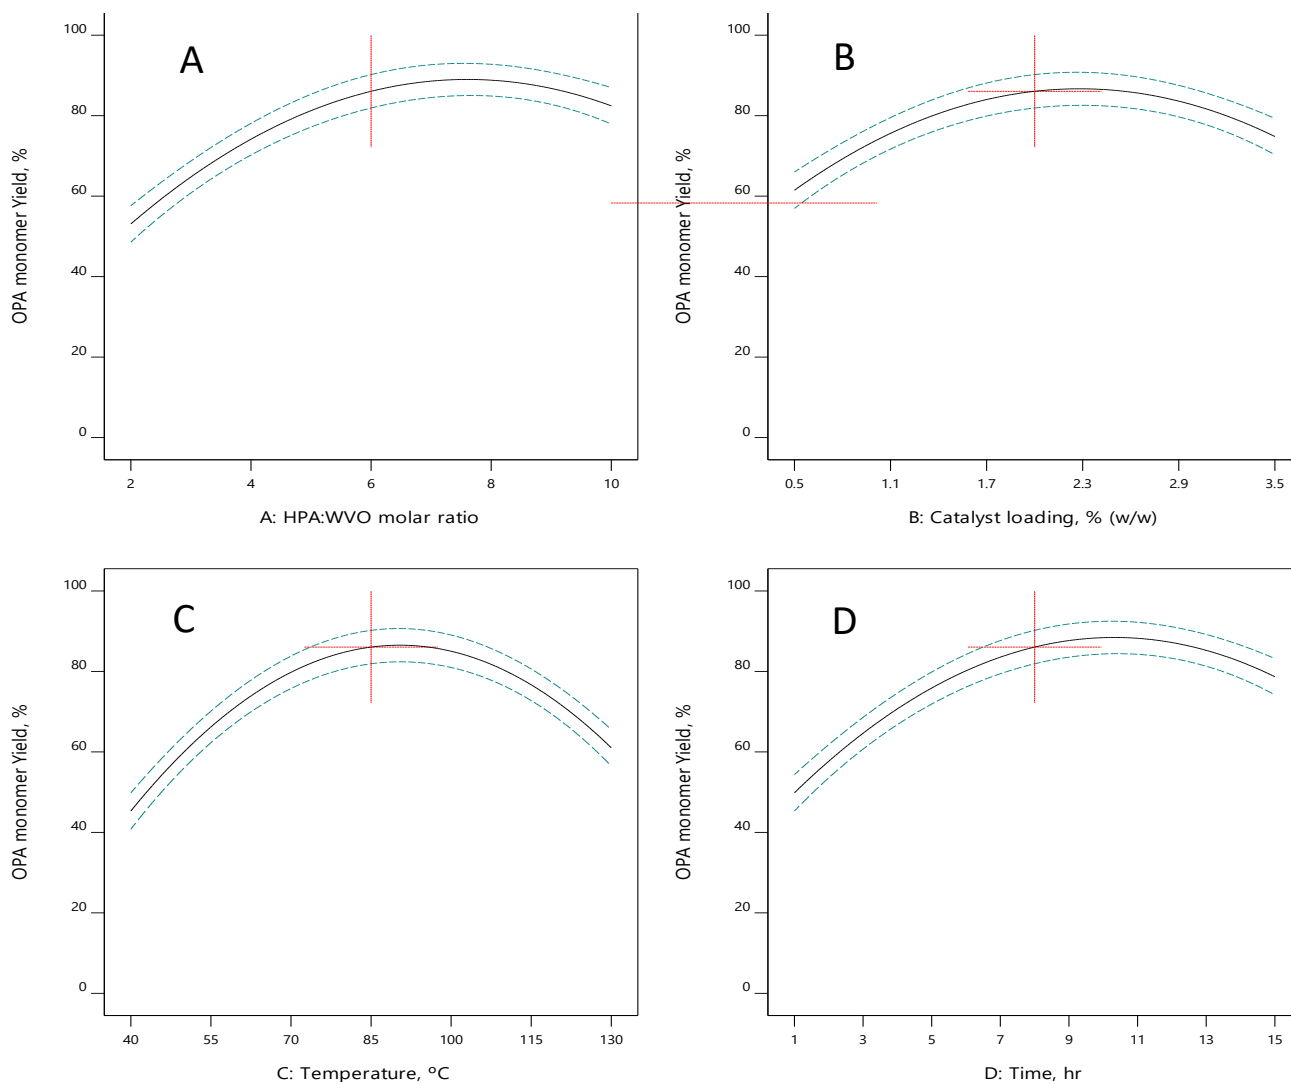 A
OPA monomer Yield, %
100
80
60
40
20
0
2 4 6 8 10
A: HPA:WVO molar ratio
B
OPA monomer Yield, %
100
80
60
40
20
0
0.5 1.1 1.7 2.3 2.9 3.5
B: Catalyst loading, % (w/w)
C
OPA monomer Yield, %
100
80
60
40
20
0
40 55 70 85 100 115 130
C: Temperature, ºC
D
OPA monomer Yield, %
100
80
60
40
20
0
1 3 5 7 9 11 13 15
D: Time, hr